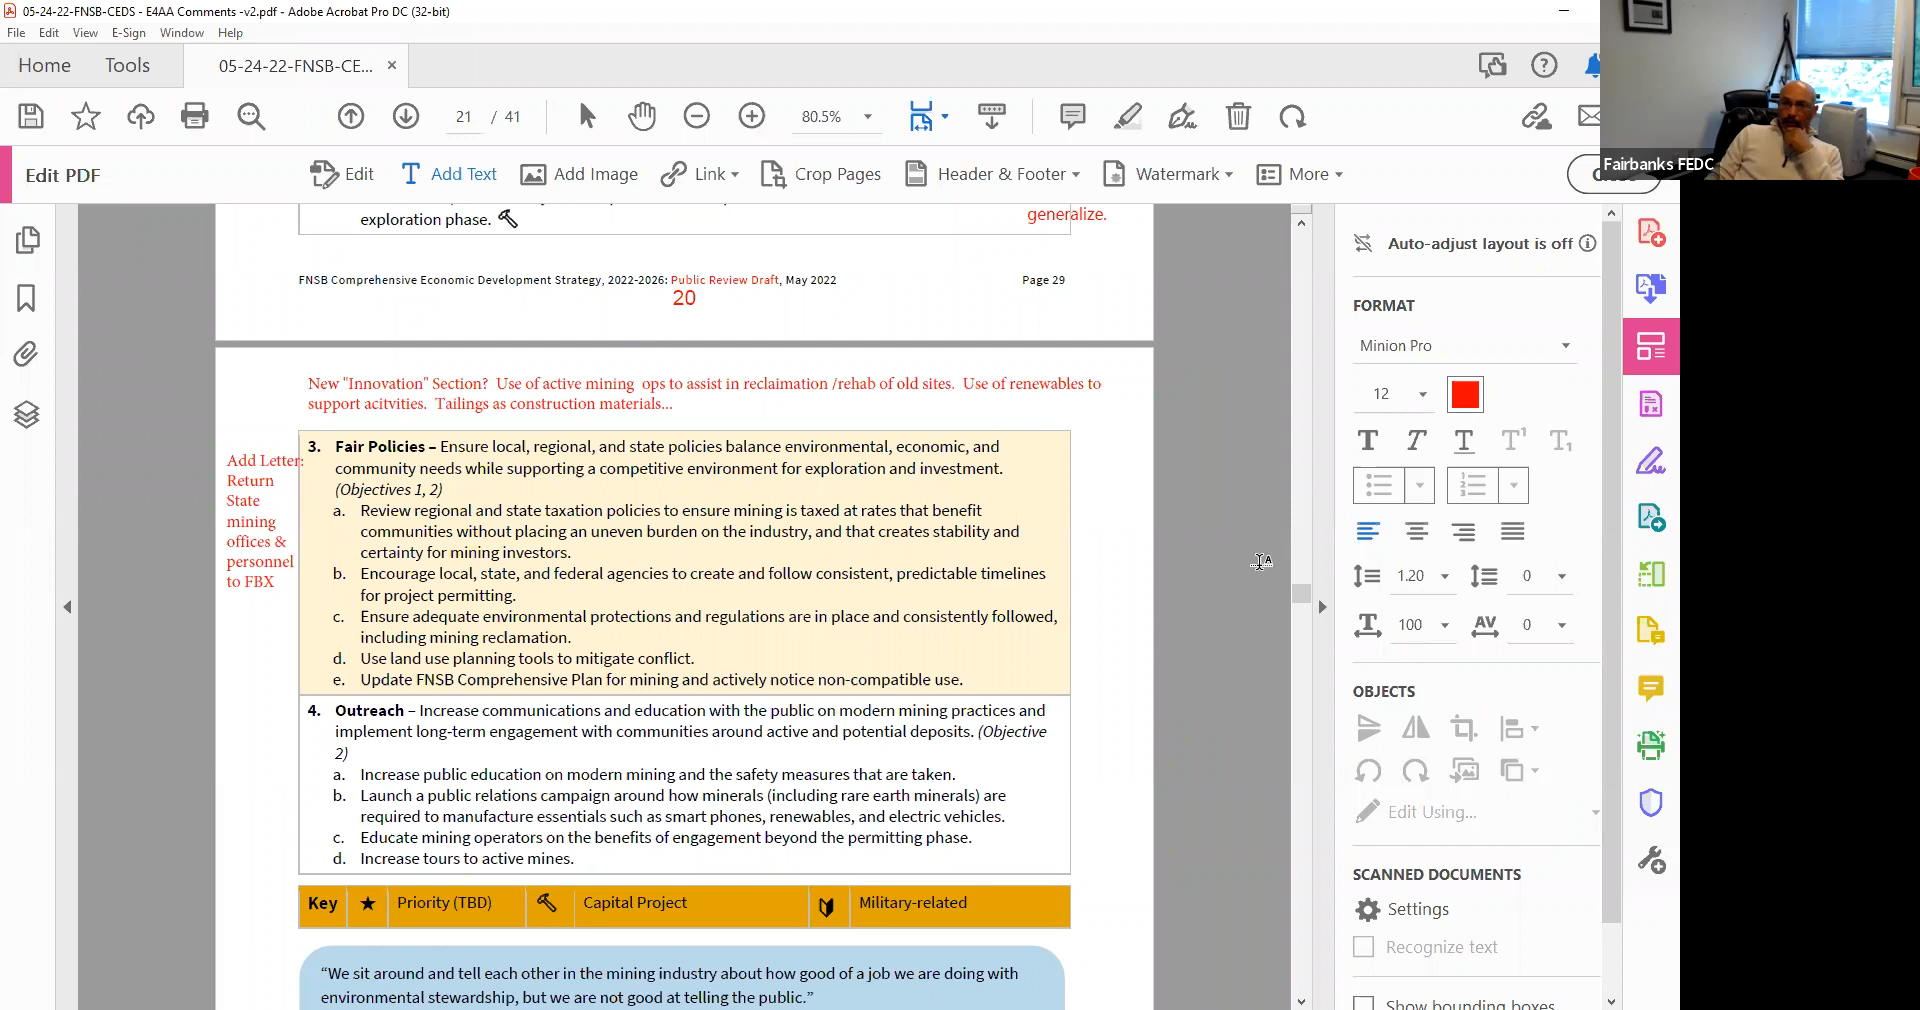 05-24-22-FNSB-CEDS - E4AA Comments -v2.pdf - Adobe Acrobat Pro DC (32-bit)
File Edit View E-Sign Window Help
Home Tools 05-24-22-FNSB-CE... ×
21 / 41 80.5%
Edit PDF Edit Add Text Add Image Link Crop Pages Header & Footer Watermark More
Fairbanks FEDC
exploration phase.
generalize.
FNSB Comprehensive Economic Development Strategy, 2022-2026: Public Review Draft, May 2022 Page 29
20
New "Innovation" Section? Use of active mining ops to assist in reclaimation /rehab of old sites. Use of renewables to
support acitvities. Tailings as construction materials...
Add Letter:
Return
State
mining
offices &
personnel
to FBX
3. Fair Policies – Ensure local, regional, and state policies balance environmental, economic, and
community needs while supporting a competitive environment for exploration and investment.
(Objectives 1, 2)
a. Review regional and state taxation policies to ensure mining is taxed at rates that benefit
communities without placing an uneven burden on the industry, and that creates stability and
certainty for mining investors.
b. Encourage local, state, and federal agencies to create and follow consistent, predictable timelines
for project permitting.
c. Ensure adequate environmental protections and regulations are in place and consistently followed,
including mining reclamation.
d. Use land use planning tools to mitigate conflict.
e. Update FNSB Comprehensive Plan for mining and actively notice non-compatible use.
4. Outreach – Increase communications and education with the public on modern mining practices and
implement long-term engagement with communities around active and potential deposits. (Objective
2)
a. Increase public education on modern mining and the safety measures that are taken.
b. Launch a public relations campaign around how minerals (including rare earth minerals) are
required to manufacture essentials such as smart phones, renewables, and electric vehicles.
c. Educate mining operators on the benefits of engagement beyond the permitting phase.
d. Increase tours to active mines.
Key ★ Priority (TBD) Capital Project Military-related
“We sit around and tell each other in the mining industry about how good of a job we are doing with
environmental stewardship, but we are not good at telling the public.”
Auto-adjust layout is off
FORMAT
Minion Pro
12
T T T T¹ T₁
1.20 0
100 AV 0
OBJECTS
Edit Using...
SCANNED DOCUMENTS
Settings
Recognize text
Show bounding boxes